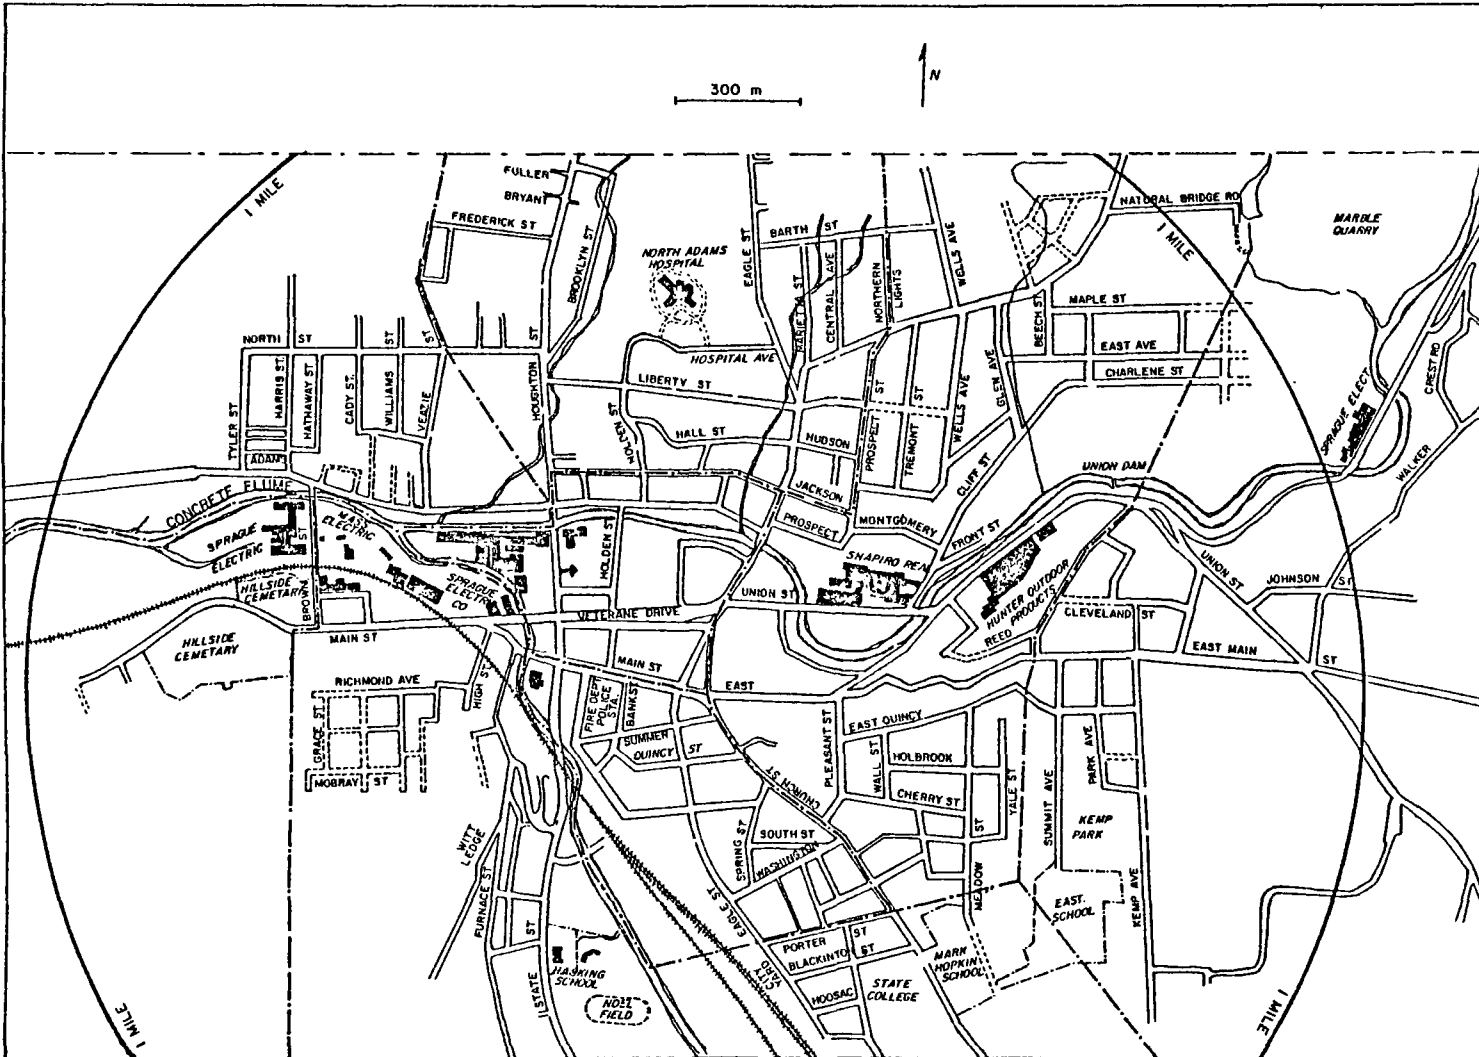 300 m
N
1 MILE
FULLER
BRYANT
FREDERICK ST
BROOKLYN ST
NORTH ADAMS
HOSPITAL
EAGLE ST
BARTH ST
MARIETTA ST
CENTRAL AVE
NORTHERN
LIGHTS
WELLS AVE
NATURAL BRIDGE RD
1 MILE
MARBLE
QUARRY
BEECH ST
MAPLE ST
EAST AVE
CHARLENE ST
GLEN AVE
CREST RD
NORTH ST
HARRIS ST.
HATHAWAY ST
CADY ST.
WILLIAMS ST
VEAZIE ST
HOUGHTON ST
HOSPITAL AVE
LIBERTY ST
TYLER ST
ADAMS
HOLDEN ST
HALL ST
HUDSON
PROSPECT ST
TREMONT ST
WELLS AVE
CLIFF ST
UNION DAM
SPRAGUE ELECT.
WALKER
CONCRETE FLUME
JACKSON
PROSPECT
MONTGOMERY
FRONT ST
SPRAGUE
ELECTRIC
MASS
ELECTRIC
HOLDEN ST
SHAPIRO REA
UNION ST
JOHNSON ST
HILLSIDE
CEMETARY
BROWN ST
SPRAGUE
ELECTRIC
CO
UNION ST
HUNTER OUTDOOR
PRODUCTS
REED
CLEVELAND ST
VETERANE DRIVE
HILLSIDE
CEMETARY
MAIN ST
MAIN ST
EAST
EAST MAIN ST
RICHMOND AVE
HIGH ST
FIRE DEPT
POLICE
STA
BANK ST
GRACE ST
SUMMER
QUINCY ST
PLEASANT ST
EAST QUINCY
WALL ST
HOLBROOK
CHERRY ST
YALE ST
SUMMIT AVE
PARK AVE
MOBRAY ST
CHURCH ST
KEMP
PARK
WITT
LEDGE
SPRING ST
SOUTH ST
WASHINGTON
MEADOW ST
KEMP AVE
FURNACE ST
EAGLE ST
EAST.
SCHOOL
STATE ST
HASKING
SCHOOL
CITY
YARD
PORTER ST
BLACKINTON ST
MARK
HOPKIN
SCHOOL
HOOSAC
STATE
COLLEGE
NOEL
FIELD
1 MILE
1 MILE